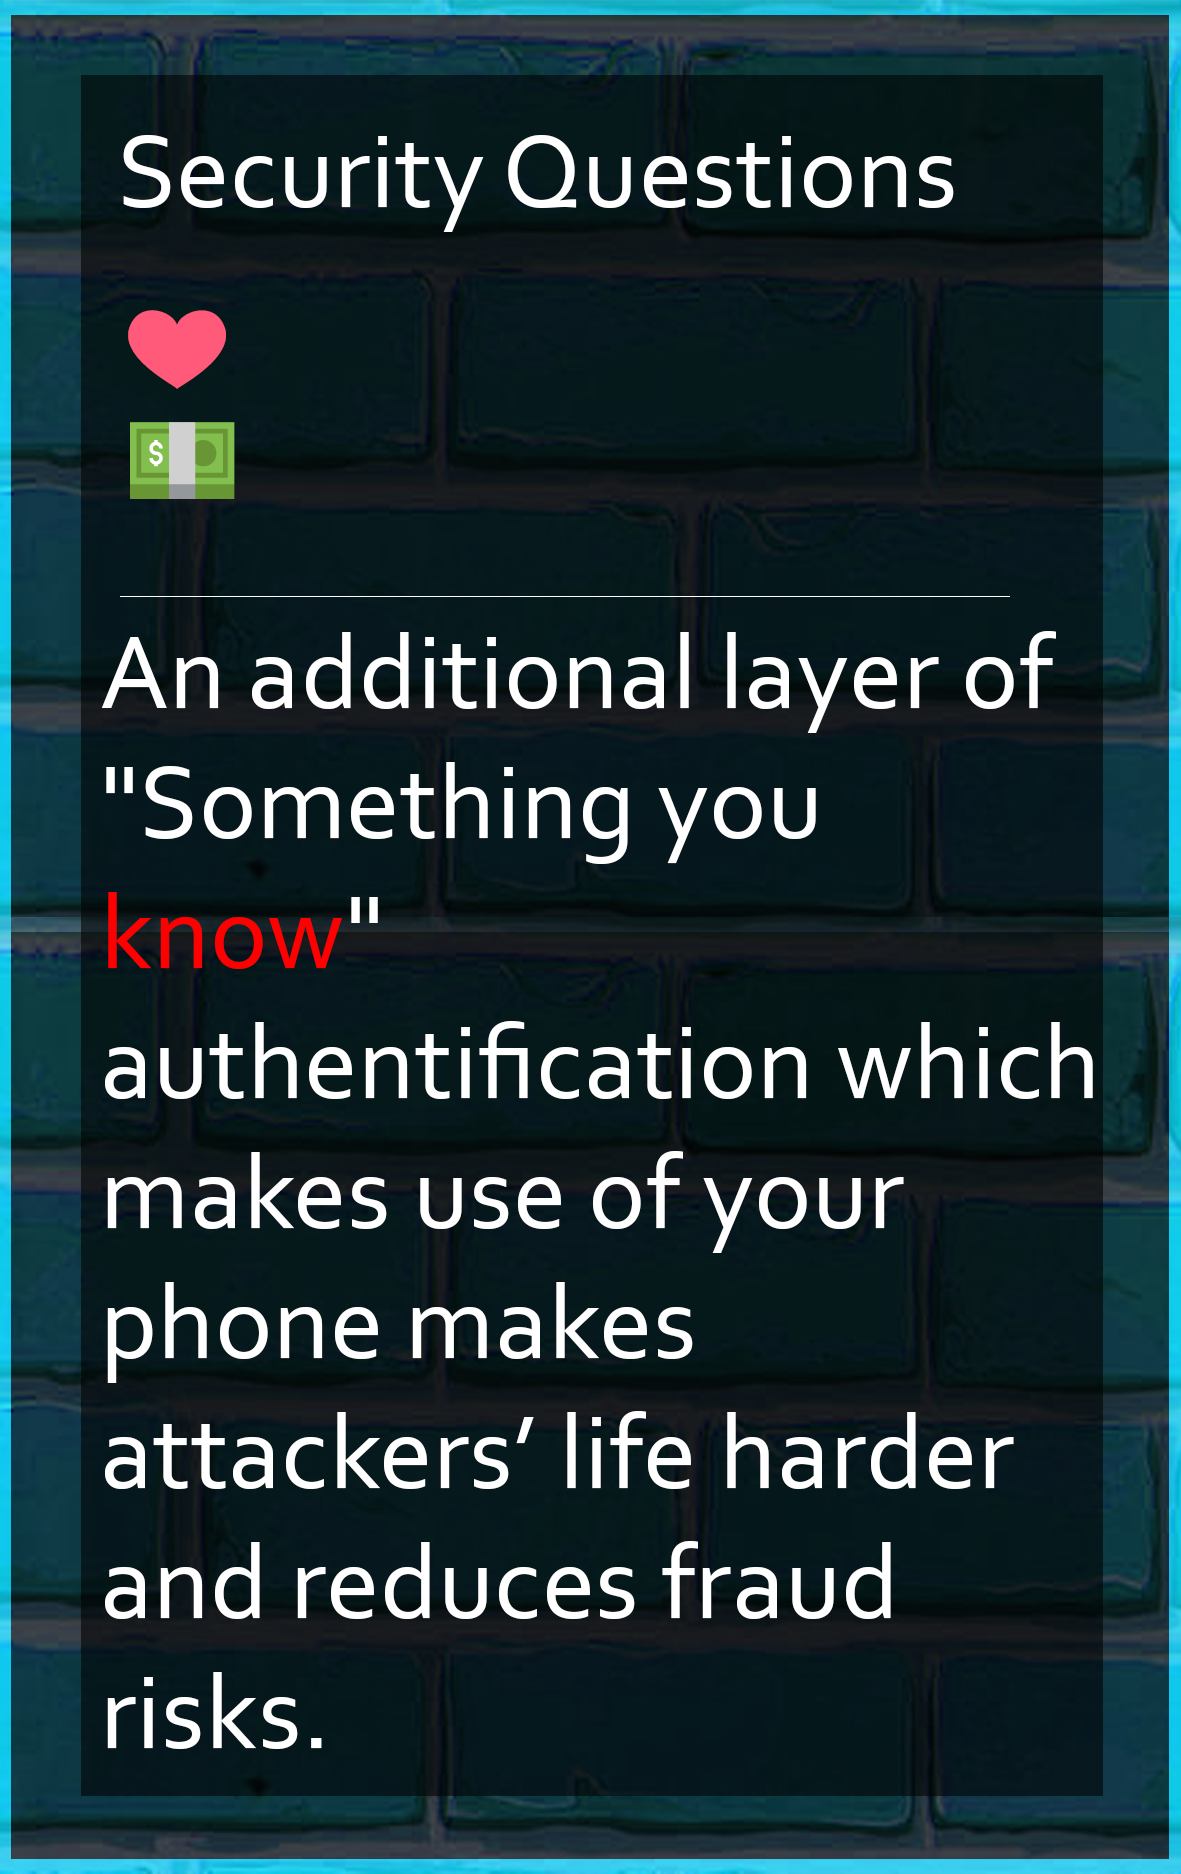 Security Questions
$
An additional layer of
"Something you
know"
authentification which
makes use of your
phone makes
attackers’ life harder
and reduces fraud
risks.